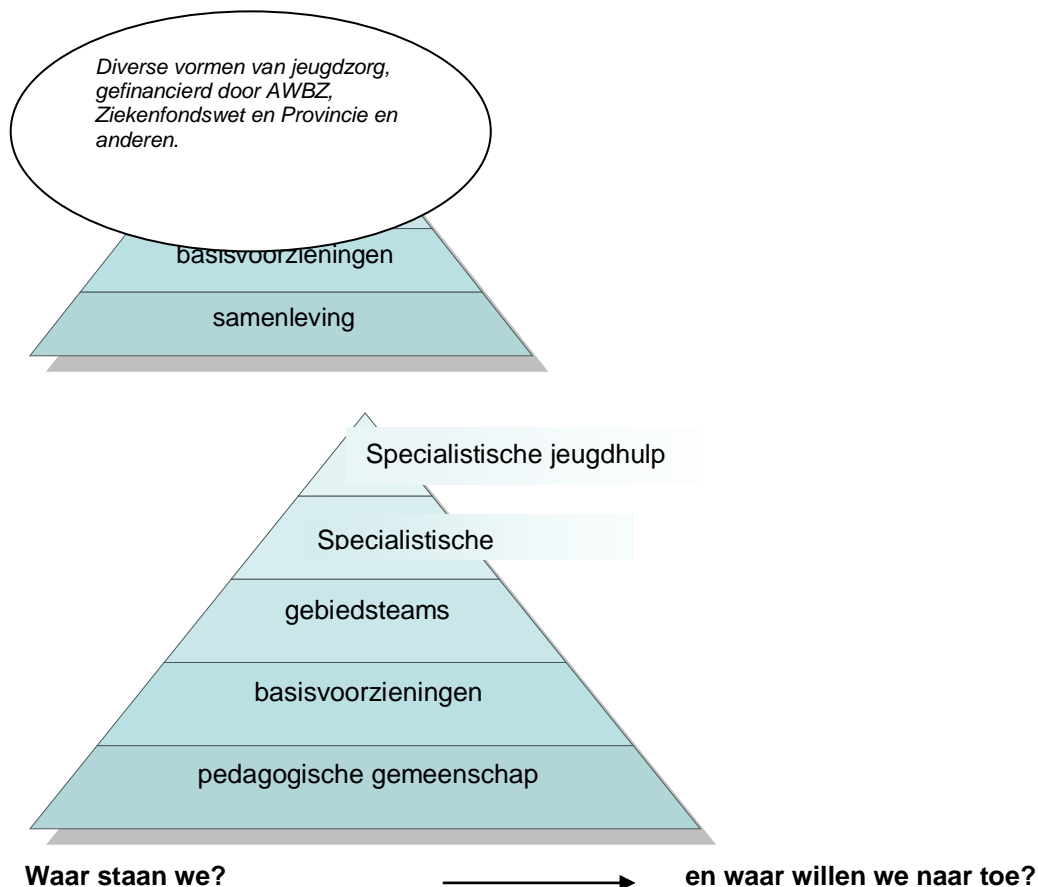 Diverse vormen van jeugdzorg,
gefinancierd door AWBZ,
Ziekenfondswet en Provincie en
anderen.
basisvoorzieningen
samenleving
Specialistische jeugdhulp
Specialistische
gebiedsteams
basisvoorzieningen
pedagogische gemeenschap
Waar staan we? en waar willen we naar toe?